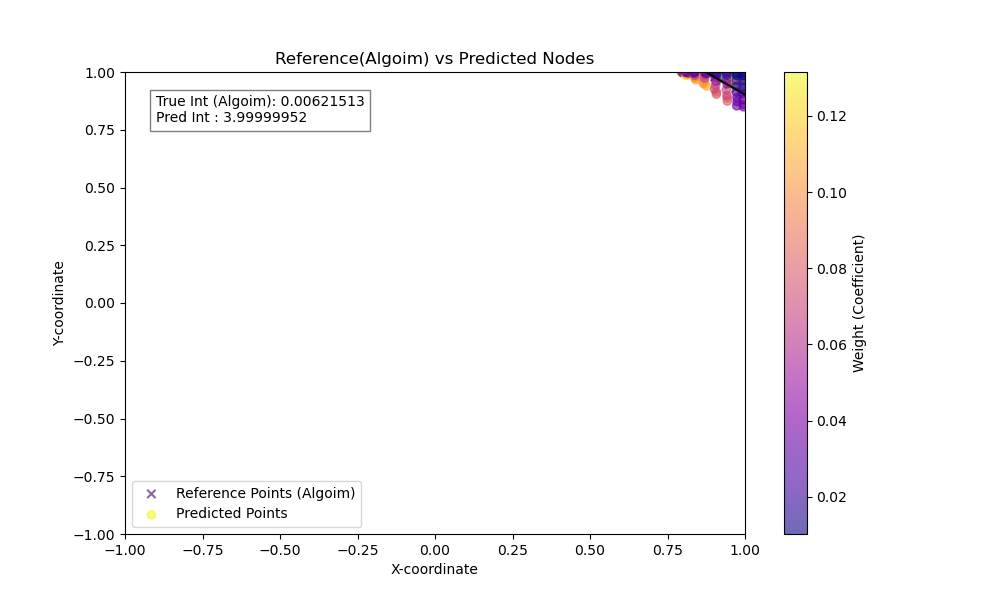 Reference(Algoim) vs Predicted Nodes
True Int (Algoim): 0.00621513
Pred Int : 3.99999952
1.00
0.75
0.50
0.25
0.00
−0.25
−0.50
−0.75
−1.00
Y-coordinate
Reference Points (Algoim)
Predicted Points
−1.00 −0.75 −0.50 −0.25 0.00 0.25 0.50 0.75 1.00
X-coordinate
0.12
0.10
0.08
0.06
0.04
0.02
Weight (Coefficient)